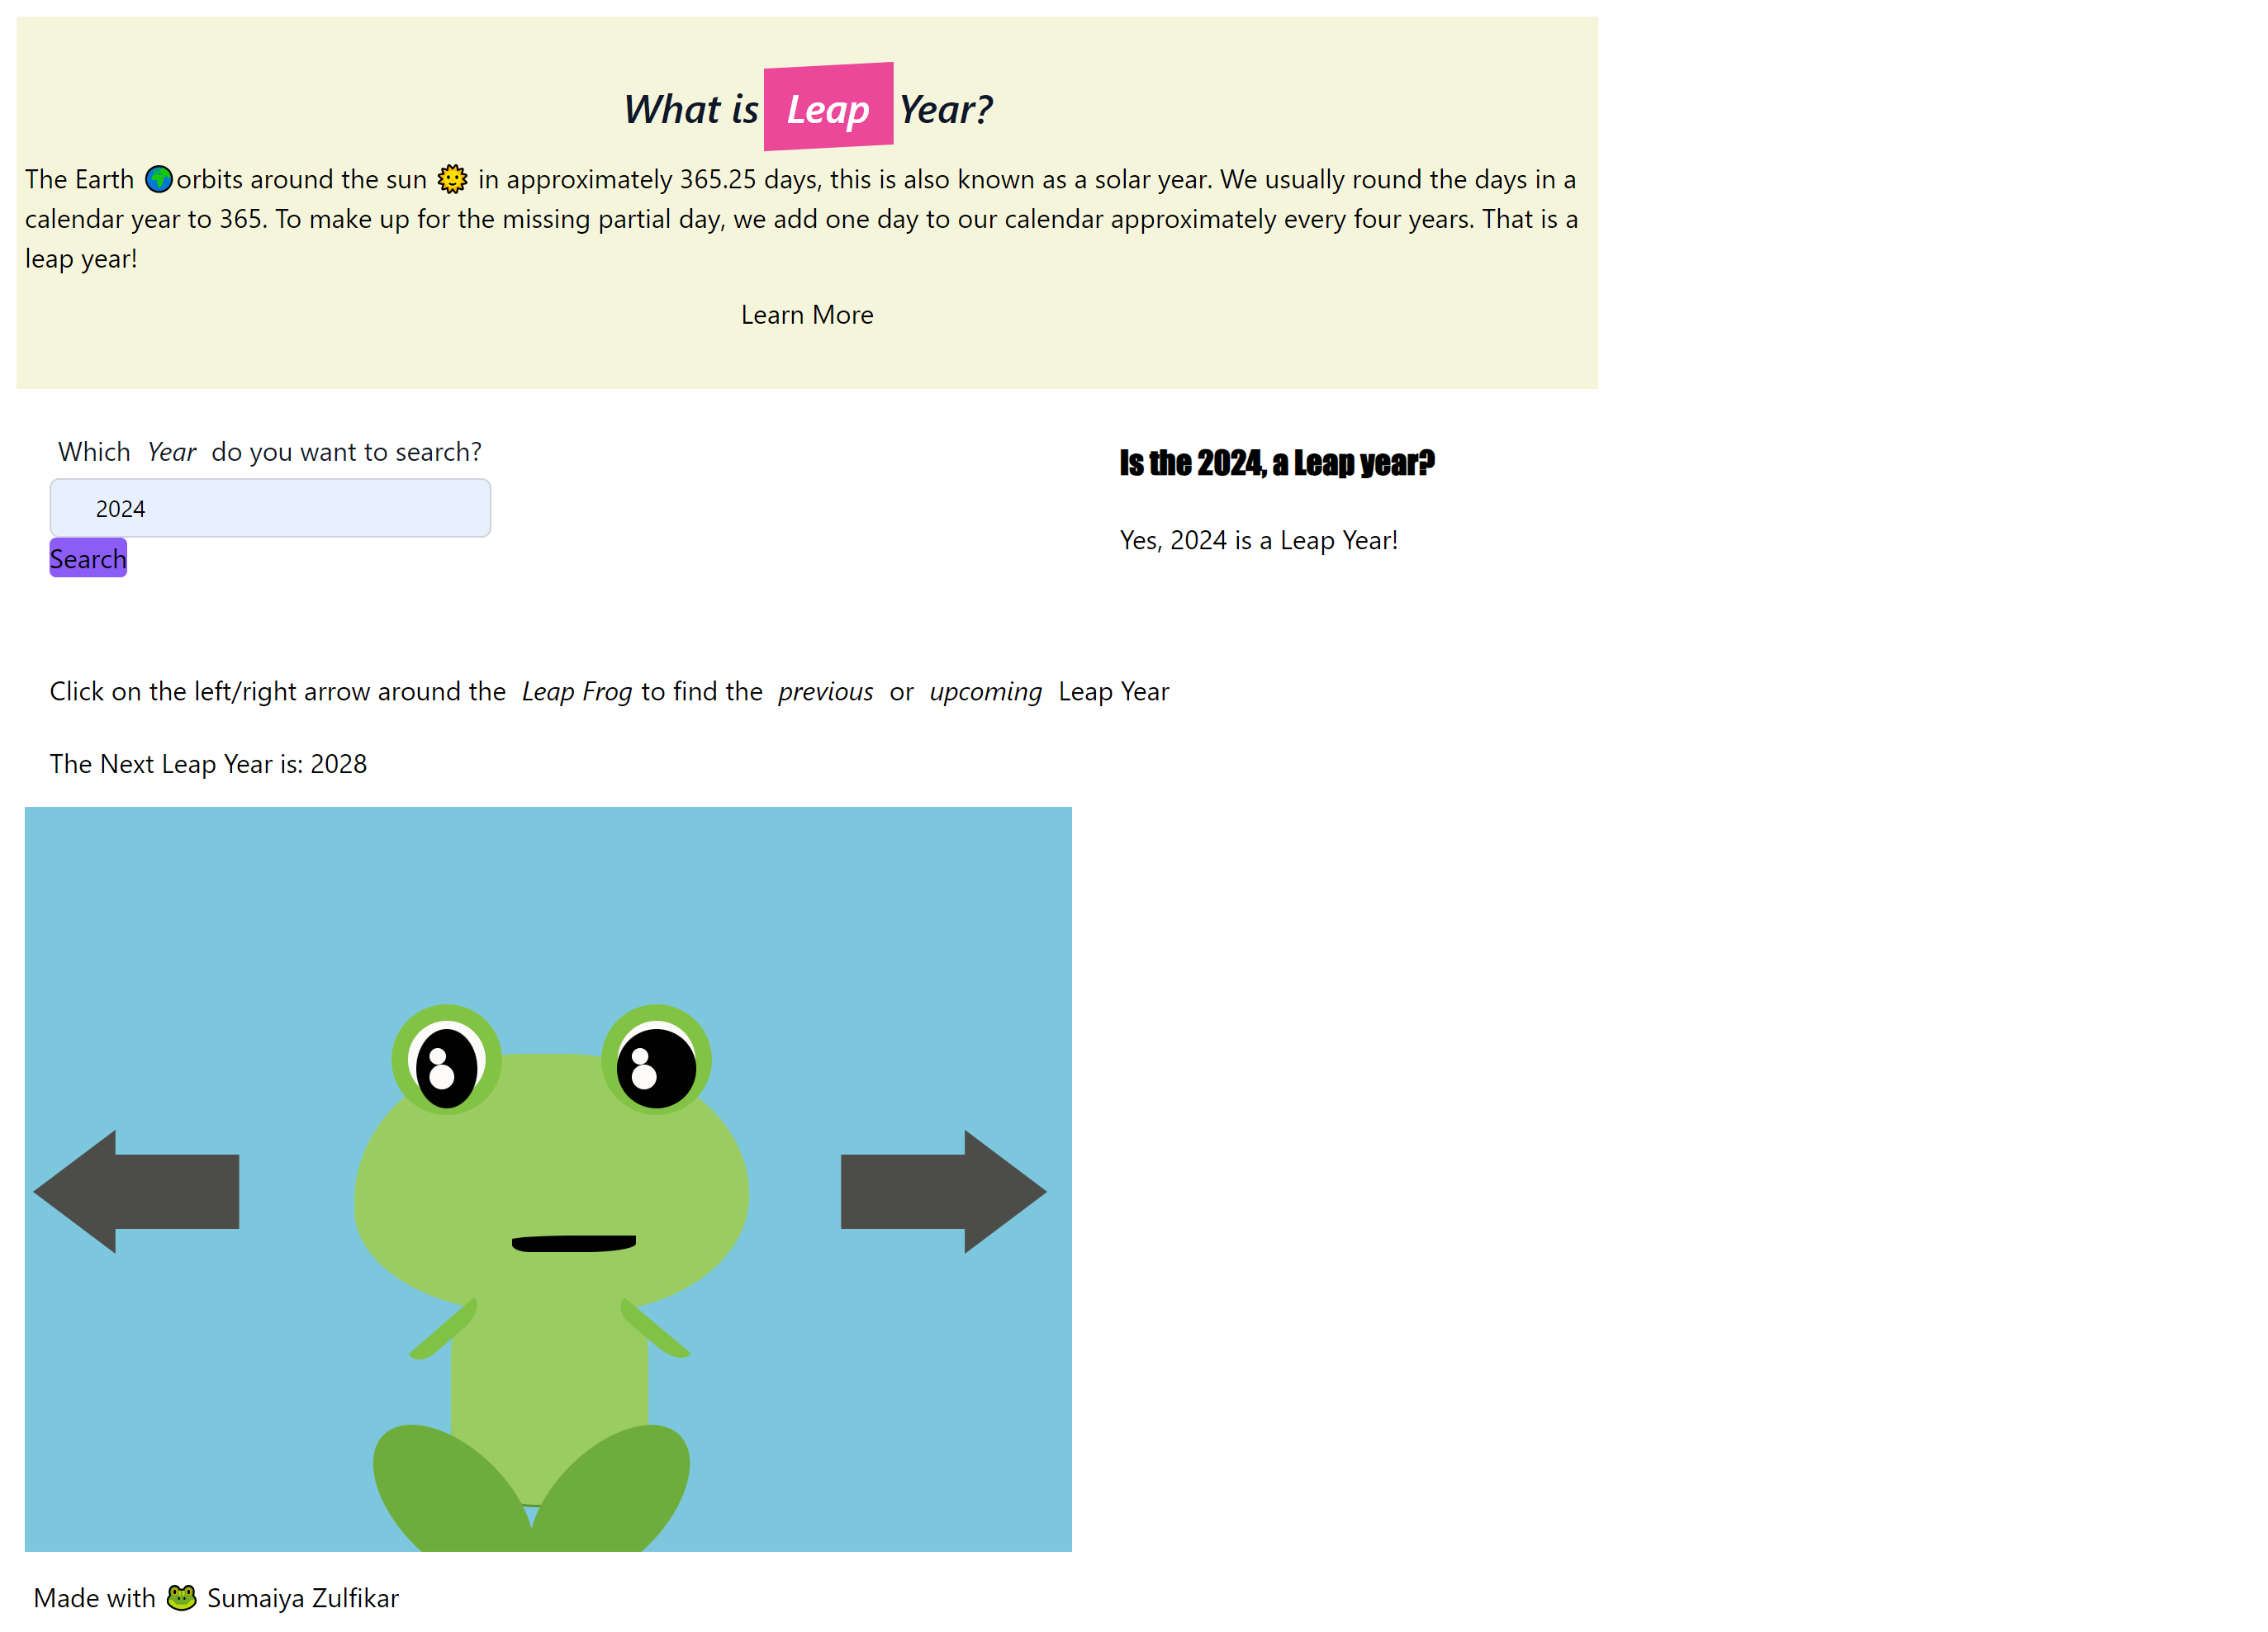 What is Leap Year?
The Earth 🌍orbits around the sun 🌞 in approximately 365.25 days, this is also known as a solar year. We usually round the days in a
calendar year to 365. To make up for the missing partial day, we add one day to our calendar approximately every four years. That is a
leap year!
Learn More
Which Year do you want to search?
2024
Search
Is the 2024, a Leap year?
Yes, 2024 is a Leap Year!
Click on the left/right arrow around the Leap Frog to find the previous or upcoming Leap Year
The Next Leap Year is: 2028
Made with 🐸 Sumaiya Zulfikar